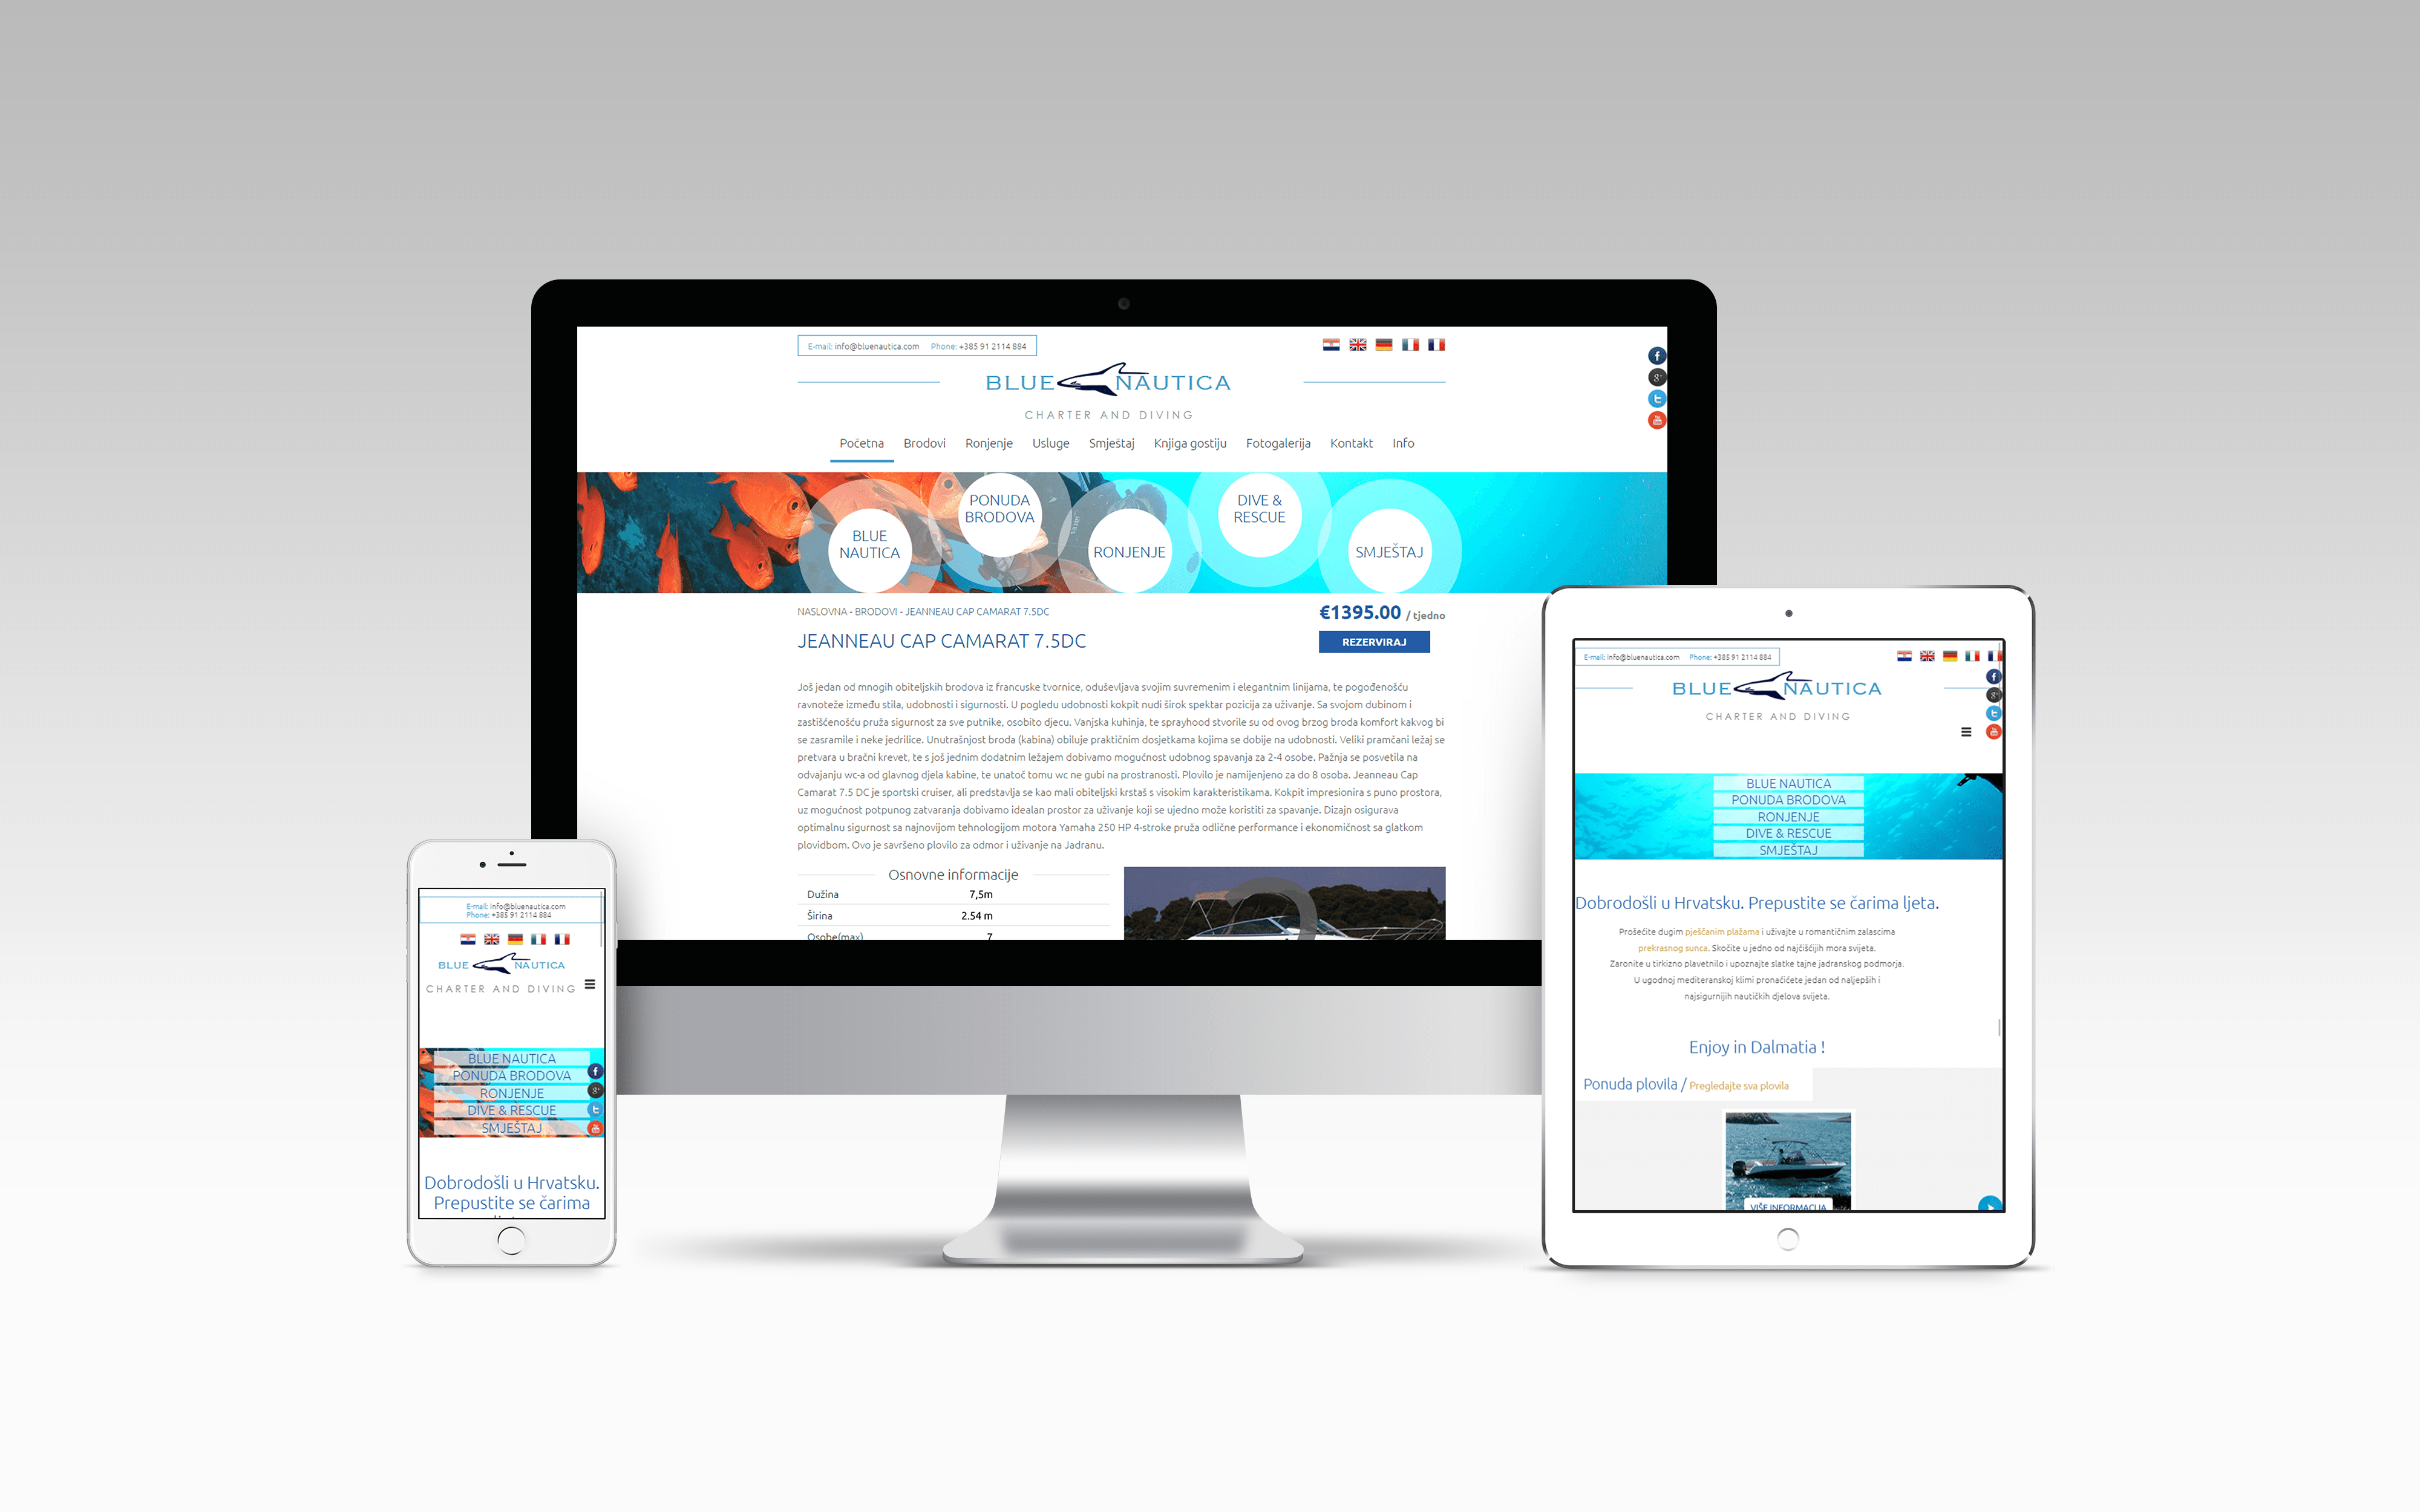 E-mail: info@bluenautica.com Phone: +385 91 2114 884
BLUE NAUTICA
CHARTER AND DIVING
Početna Brodovi Ronjenje Usluge Smještaj Knjiga gostiju Fotogalerija Kontakt Info
BLUE
NAUTICA
PONUDA
BRODOVA
RONJENJE
DIVE &
RESCUE
SMJEŠTAJ
NASLOVNA - BRODOVI - JEANNEAU CAP CAMARAT 7.5DC
€1395.00 / tjedno
JEANNEAU CAP CAMARAT 7.5DC
REZERVIRAJ
Još jedan od mnogih obiteljskih brodova iz francuske tvornice, oduševljava svojim suvremenim i elegantnim linijama, te pogođenošću
ravnoteže između stila, udobnosti i sigurnosti. U pogledu udobnosti kokpit nudi širok spektar pozicija za uživanje. Sa svojom dubinom i
zastićcenošću pruža sigurnost za sve putnike, osobito djecu. Vanjska kuhinja, te sprayhood stvorile su od ovog brzog broda komfort kakvog bi
se zasramile i neke jedrilice. Unutrašnjost broda (kabina) obiluje praktičnim dosjetkama kojima se dobije na udobnosti. Veliki pramčani ležaj se
pretvara u bračni krevet, te s još jednim dodatnim ležajem dobivamo mogućnost udobnog spavanja za 2-4 osobe. Pažnja se posvetila na
odvajanju wc-a od glavnog djela kabine, te unatoč tomu wc ne gubi na prostranosti. Plovilo je namijenjeno za do 8 osoba. Jeanneau Cap
Camarat 7.5 DC je sportski cruiser, ali predstavlja se kao mali obiteljski krstaš s visokim karakteristikama. Kokpit impresionira s puno prostora,
uz mogućnost potpunog zatvaranja dobivamo idealan prostor za uživanje koji se ujedno može koristiti za spavanje. Dizajn osigurava
optimalnu sigurnost sa najnovijom tehnologijom motora Yamaha 250 HP 4-stroke pruža odlične performance i ekonomičnost sa glatkom
plovidbom. Ovo je savršeno plovilo za odmor i uživanje na Jadranu.
Osnovne informacije
Dužina 7,5m
Širina 2.54 m
Osobe(max) 7
E-mail: info@bluenautica.com
Phone: +385 91 2114 884
BLUE NAUTICA
CHARTER AND DIVING
BLUE NAUTICA
PONUDA BRODOVA
RONJENJE
DIVE & RESCUE
SMJEŠTAJ
Dobrodošli u Hrvatsku.
Prepustite se čarima
E-mail: info@bluenautica.com Phone: +385 91 2114 884
BLUE NAUTICA
CHARTER AND DIVING
BLUE NAUTICA
PONUDA BRODOVA
RONJENJE
DIVE & RESCUE
SMJEŠTAJ
Dobrodošli u Hrvatsku. Prepustite se čarima ljeta.
Prošećite dugim pješčanim plažama i uživajte u romantičnim zalascima
prekrasnog sunca. Skočite u jedno od najčišćijih mora svijeta.
Zaronite u tirkizno plavetnilo i upoznajte slatke tajne jadranskog podmorja.
U ugodnoj mediteranskoj klimi pronaćićete jedan od naljepših i
najsigurnijih nautičkih djelova svijeta.
Enjoy in Dalmatia !
Ponuda plovila / Pregledajte sva plovila
VIŠE INFORMACIJA